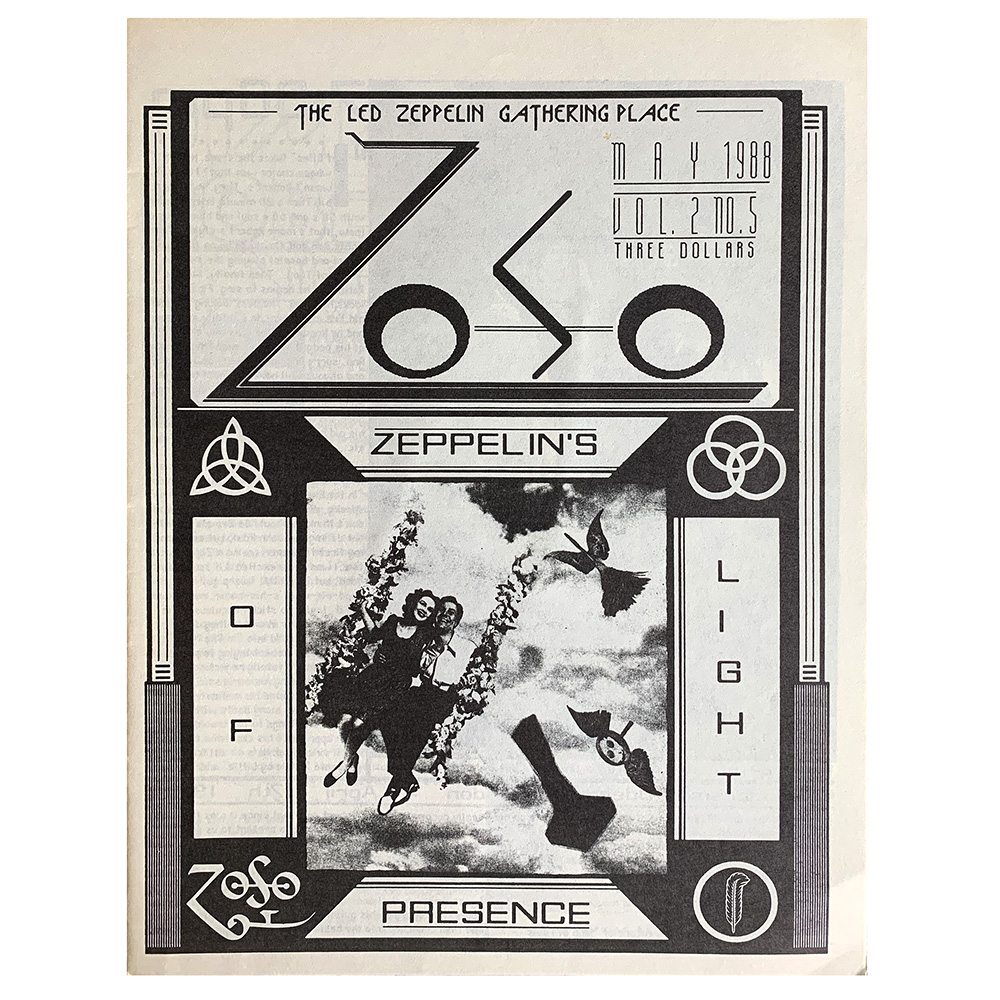 THE LED ZEPPELIN GATHERING PLACE
ZOSO
MAY 1988
VOL. 2 NO. 5
THREE DOLLARS
ZEPPELIN'S
OF
LIGHT
PRESENCE
ZOSO